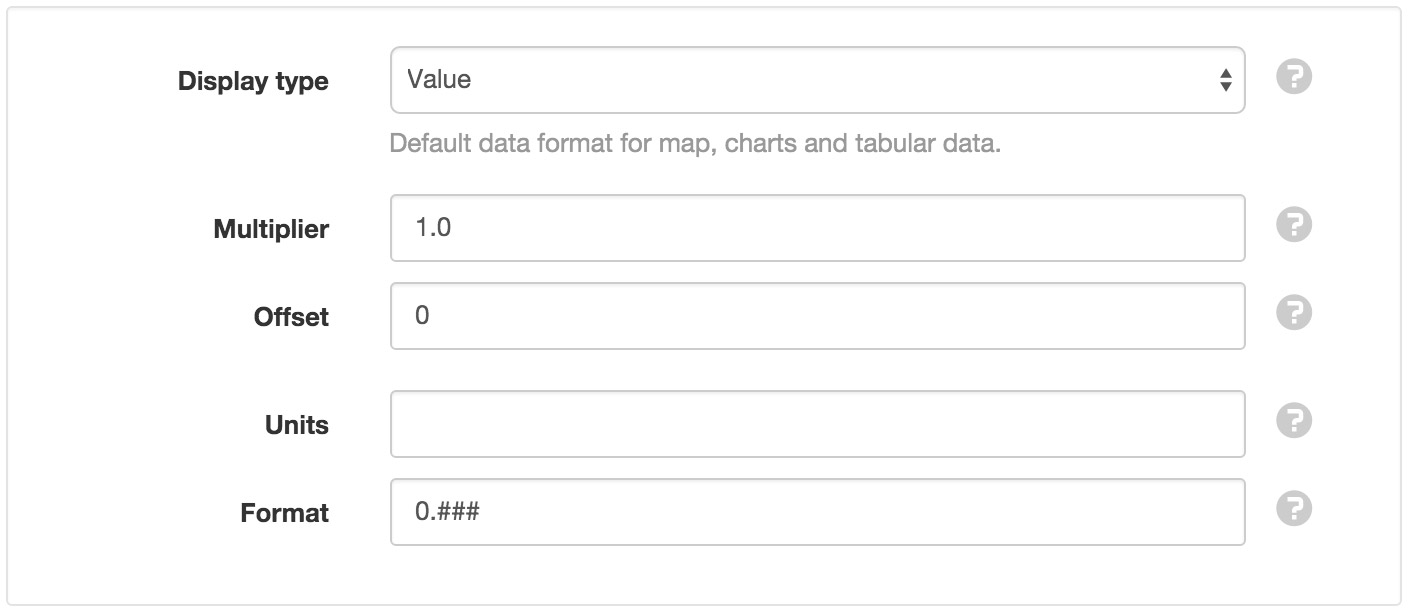 Display type Value ?
Default data format for map, charts and tabular data.
Multiplier 1.0 ?
Offset 0 ?
Units ?
Format 0.### ?